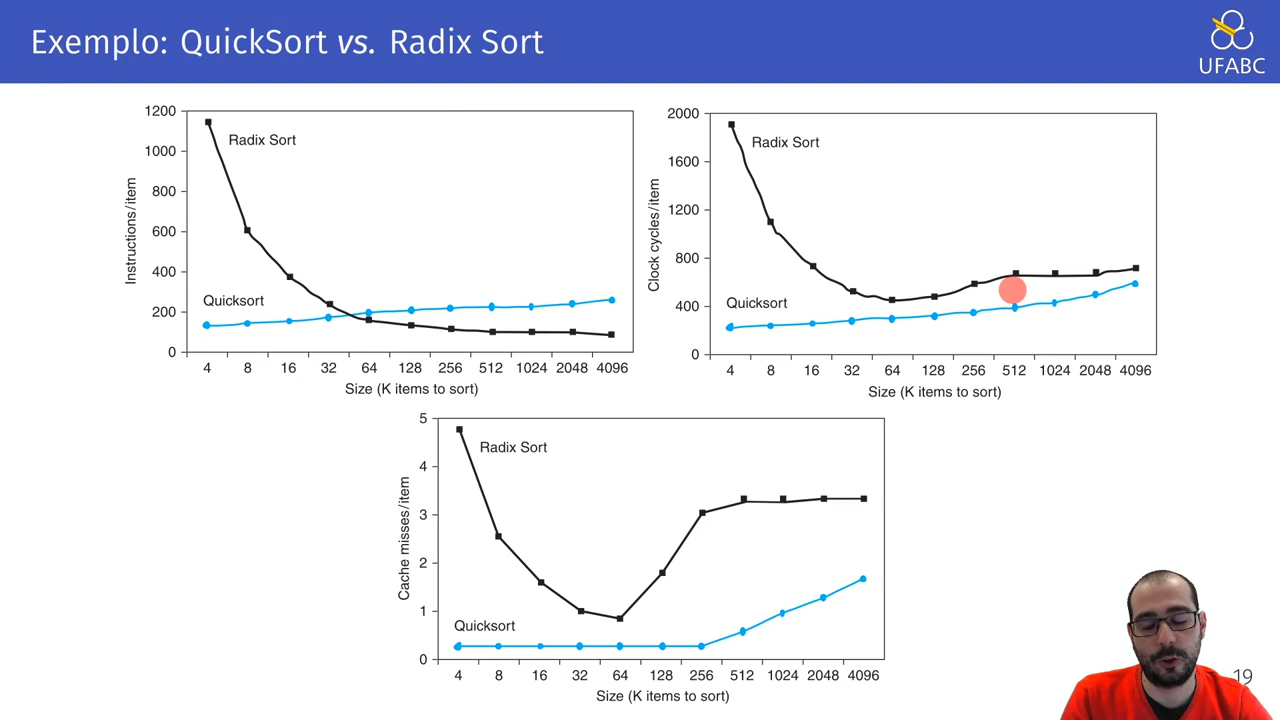 Exemplo: QuickSort vs. Radix Sort
UFABC
1200
1000
800
600
400
200
0
Instructions/item
Radix Sort
Quicksort
4 8 16 32 64 128 256 512 1024 2048 4096
Size (K items to sort)
2000
1600
1200
800
400
0
Clock cycles/item
Radix Sort
Quicksort
4 8 16 32 64 128 256 512 1024 2048 4096
Size (K items to sort)
5
4
3
2
1
0
Cache misses/item
Radix Sort
Quicksort
4 8 16 32 64 128 256 512 1024 2048 4096
Size (K items to sort)
19